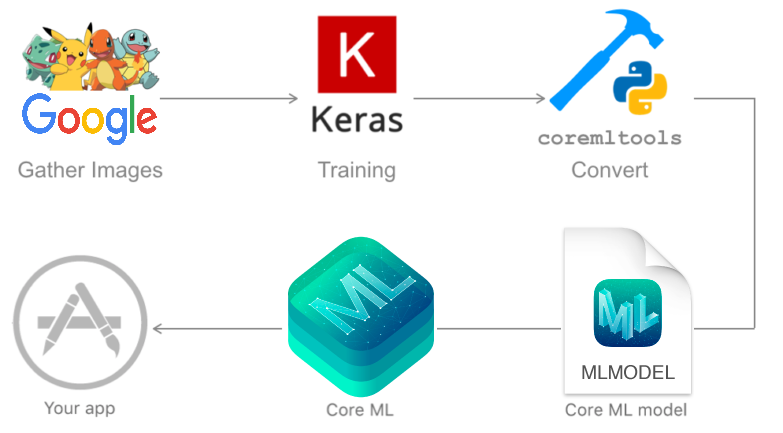 Google
Gather Images
K
Keras
Training
coremltools
Convert
ML
MLMODEL
Core ML model
ML
Core ML
Your app